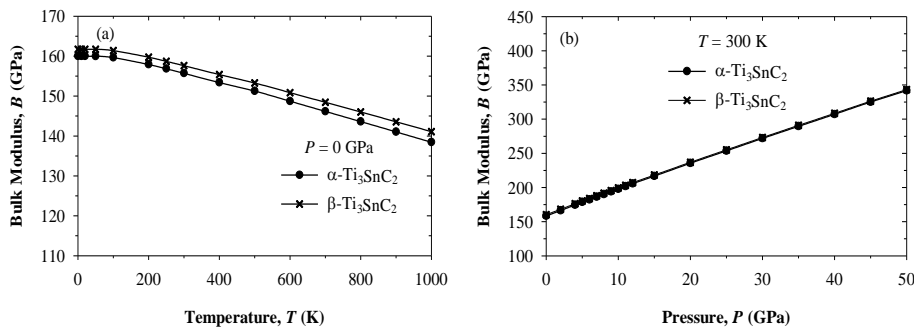 170
160
150
140
130
120
110
0 200 400 600 800 1000
Bulk Modulus, B (GPa)
Temperature, T (K)
(a)
P = 0 GPa
α-Ti₃SnC₂
β-Ti₃SnC₂
450
400
350
300
250
200
150
100
0 10 20 30 40 50
Bulk Modulus, B (GPa)
Pressure, P (GPa)
(b)
T = 300 K
α-Ti₃SnC₂
β-Ti₃SnC₂